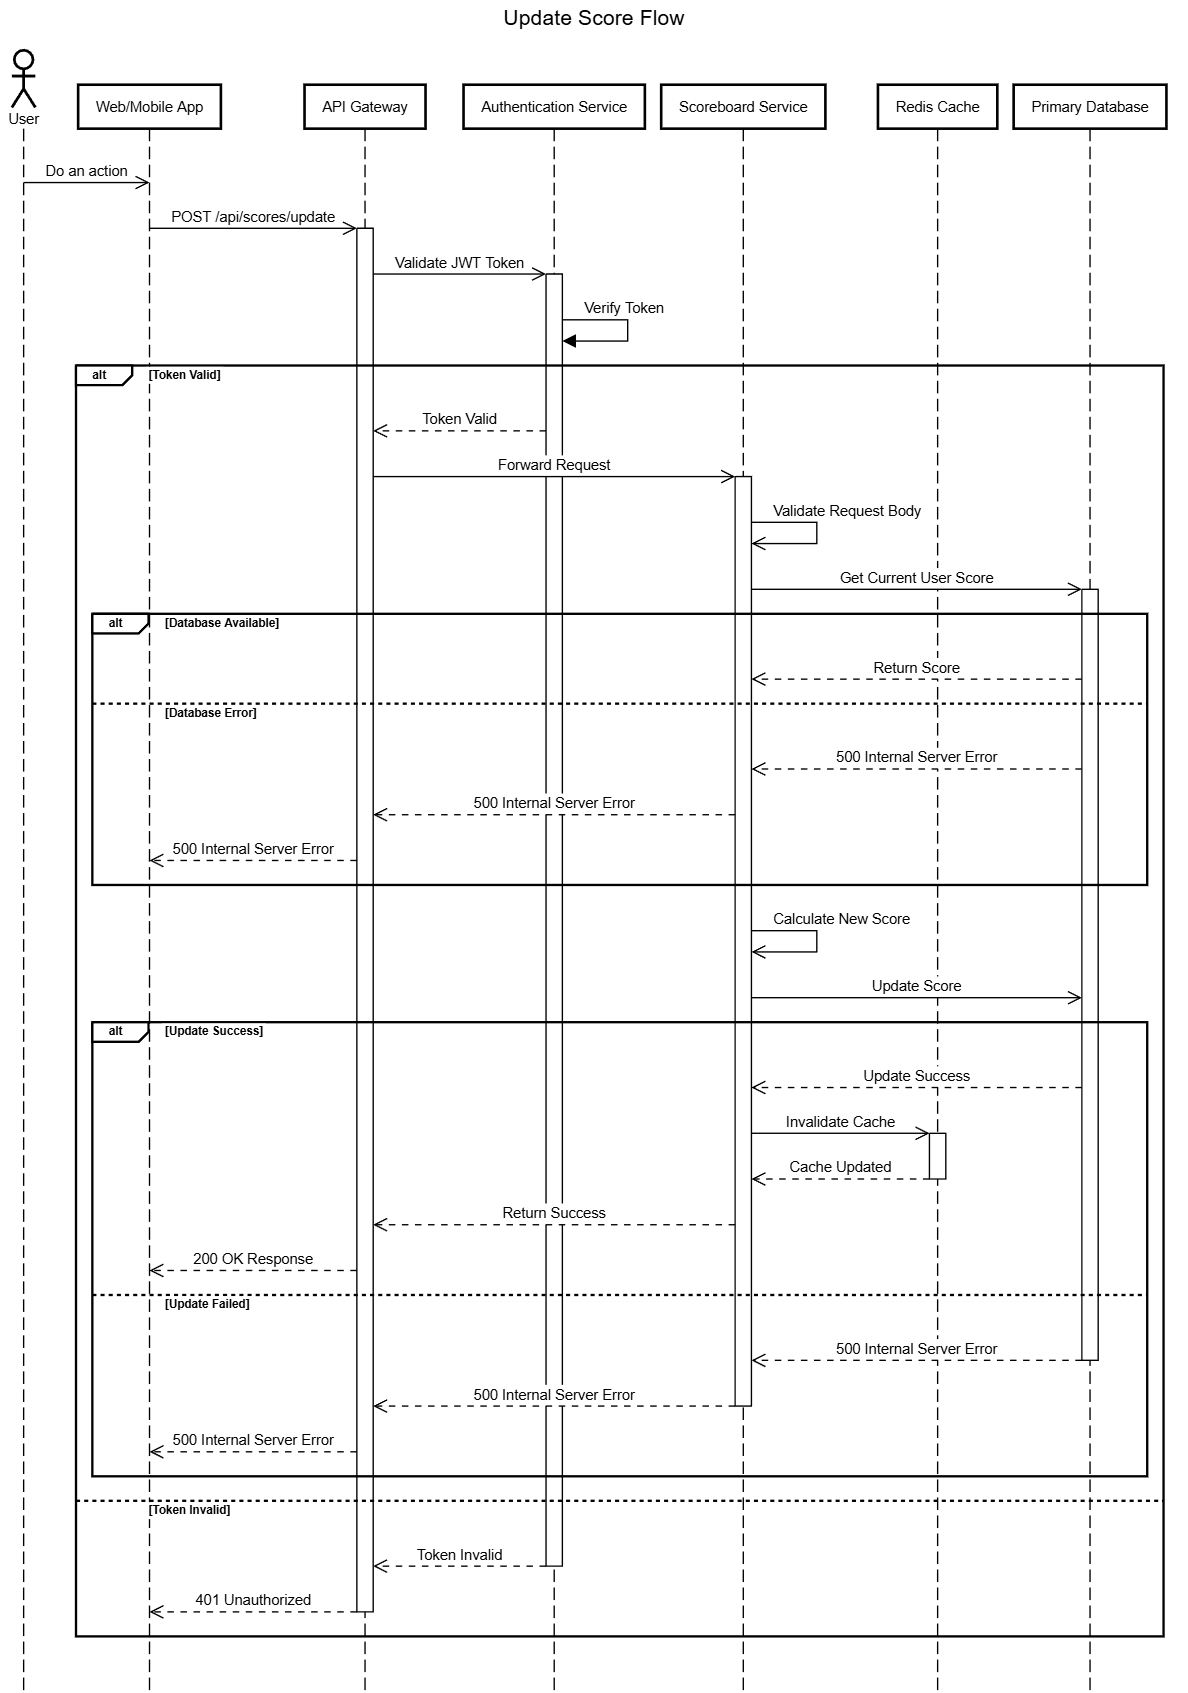 Update Score Flow
User
Web/Mobile App
API Gateway
Authentication Service
Scoreboard Service
Redis Cache
Primary Database
Do an action
POST /api/scores/update
Validate JWT Token
Verify Token
alt
[Token Valid]
Token Valid
Forward Request
Validate Request Body
Get Current User Score
alt
[Database Available]
Return Score
[Database Error]
500 Internal Server Error
500 Internal Server Error
500 Internal Server Error
Calculate New Score
Update Score
alt
[Update Success]
Update Success
Invalidate Cache
Cache Updated
Return Success
200 OK Response
[Update Failed]
500 Internal Server Error
500 Internal Server Error
500 Internal Server Error
[Token Invalid]
Token Invalid
401 Unauthorized